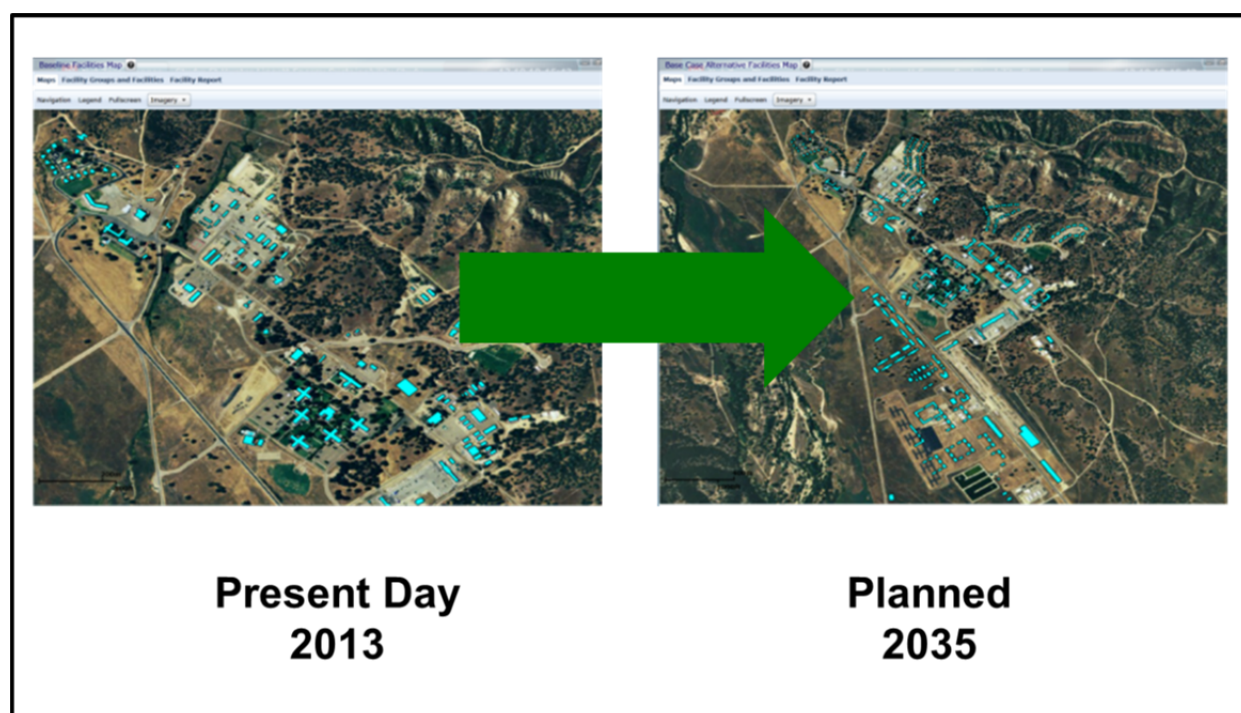 Baseline Facilities Map ?
Maps Facility Groups and Facilities Facility Report
Navigation Legend Fullscreen Imagery
Base Case Alternative Facilities Map ?
Maps Facility Groups and Facilities Facility Report
Navigation Legend Fullscreen Imagery
Present Day
2013
Planned
2035